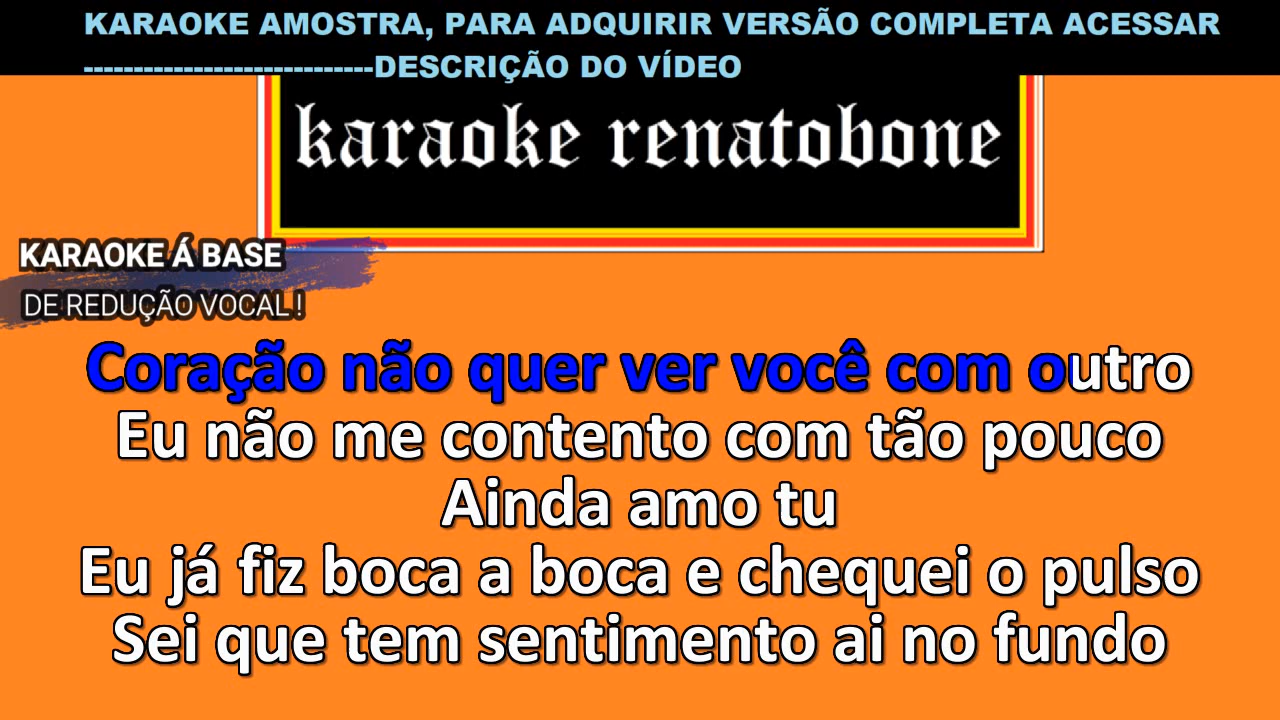 KARAOKE AMOSTRA, PARA ADQUIRIR VERSÃO COMPLETA ACESSAR
-----------------------------DESCRIÇÃO DO VÍDEO
karaoke renatobone
KARAOKE Á BASE
DE REDUÇÃO VOCAL !
Coração não quer ver você com outro
Eu não me contento com tão pouco
Ainda amo tu
Eu já fiz boca a boca e chequei o pulso
Sei que tem sentimento ai no fundo